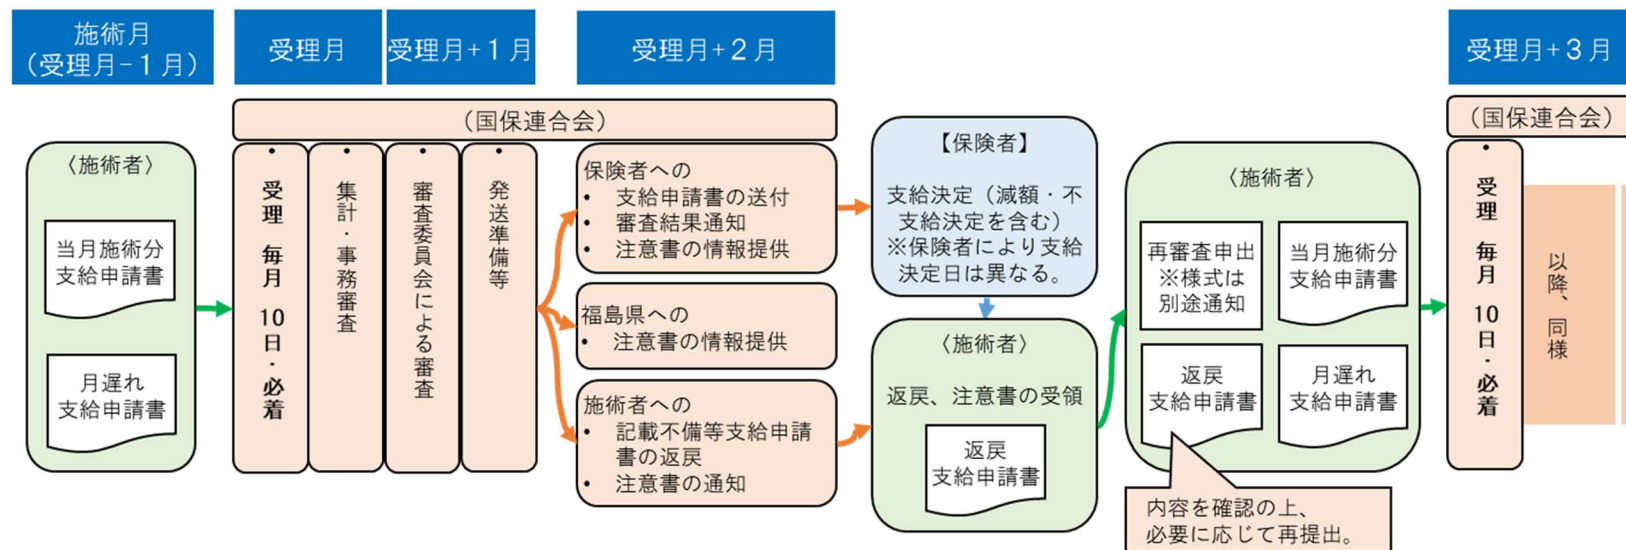 施術月
(受理月-1月)
受理月
受理月+1月
受理月+2月
受理月+3月
(国保連合会)
〈施術者〉
当月施術分
支給申請書
月遅れ
支給申請書
• 受理 毎月 10日・必着
• 集計・事務審査
• 審査委員会による審査
• 発送準備等
保険者への
• 支給申請書の送付
• 審査結果通知
• 注意書の情報提供
福島県への
• 注意書の情報提供
施術者への
• 記載不備等支給申請
書の返戻
• 注意書の通知
【保険者】
支給決定(減額・不
支給決定を含む)
※保険者により支給
決定日は異なる。
〈施術者〉
返戻、注意書の受領
返戻
支給申請書
〈施術者〉
再審査申出
※様式は
別途通知
当月施術分
支給申請書
返戻
支給申請書
月遅れ
支給申請書
内容を確認の上、
必要に応じて再提出。
(国保連合会)
• 受理 毎月 10日・必着
以降、同様